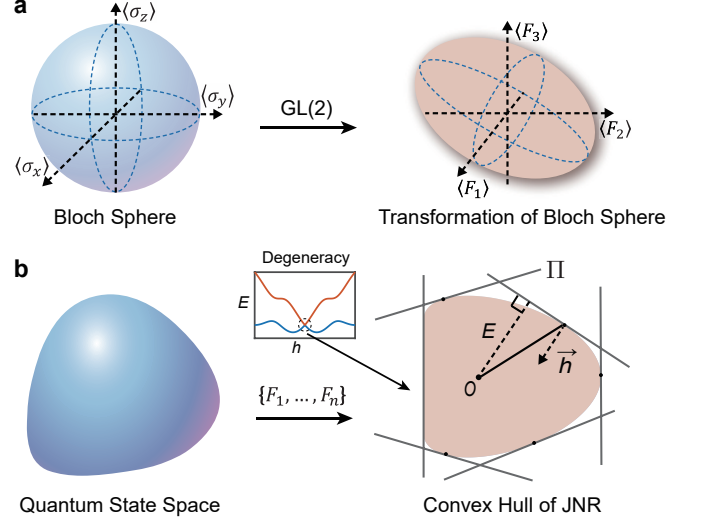 a
⟨σz⟩
⟨σy⟩
⟨σx⟩
Bloch Sphere
GL(2)
⟨F3⟩
⟨F2⟩
⟨F1⟩
Transformation of Bloch Sphere
b
Degeneracy
E
h
{F1, ..., Fn}
Π
E
h⃗
O
Quantum State Space
Convex Hull of JNR